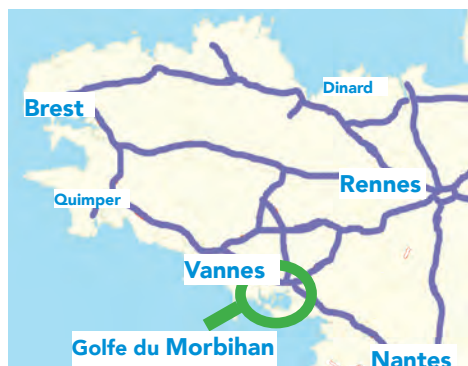 Dinard
Brest
Rennes
Quimper
Vannes
Golfe du Morbihan
Nantes